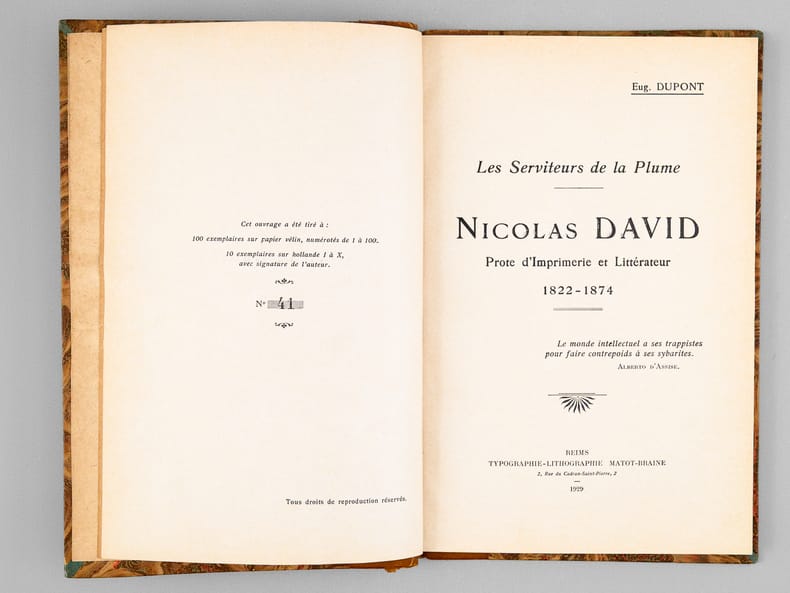 Cet ouvrage a été tiré à :
100 exemplaires sur papier vélin, numérotés de 1 à 100.
10 exemplaires sur hollande I à X,
avec signature de l'auteur.
N° 41
Tous droits de reproduction réservés.
Eug. DUPONT
Les Serviteurs de la Plume
NICOLAS DAVID
Prote d'Imprimerie et Littérateur
1822-1874
Le monde intellectuel a ses trappistes
pour faire contrepoids à ses sybarites.
ALBERTO D'ASSISE.
REIMS
TYPOGRAPHIE-LITHOGRAPHIE MATOT-BRAINE
2, Rue du Cadran-Saint-Pierre, 2
1929